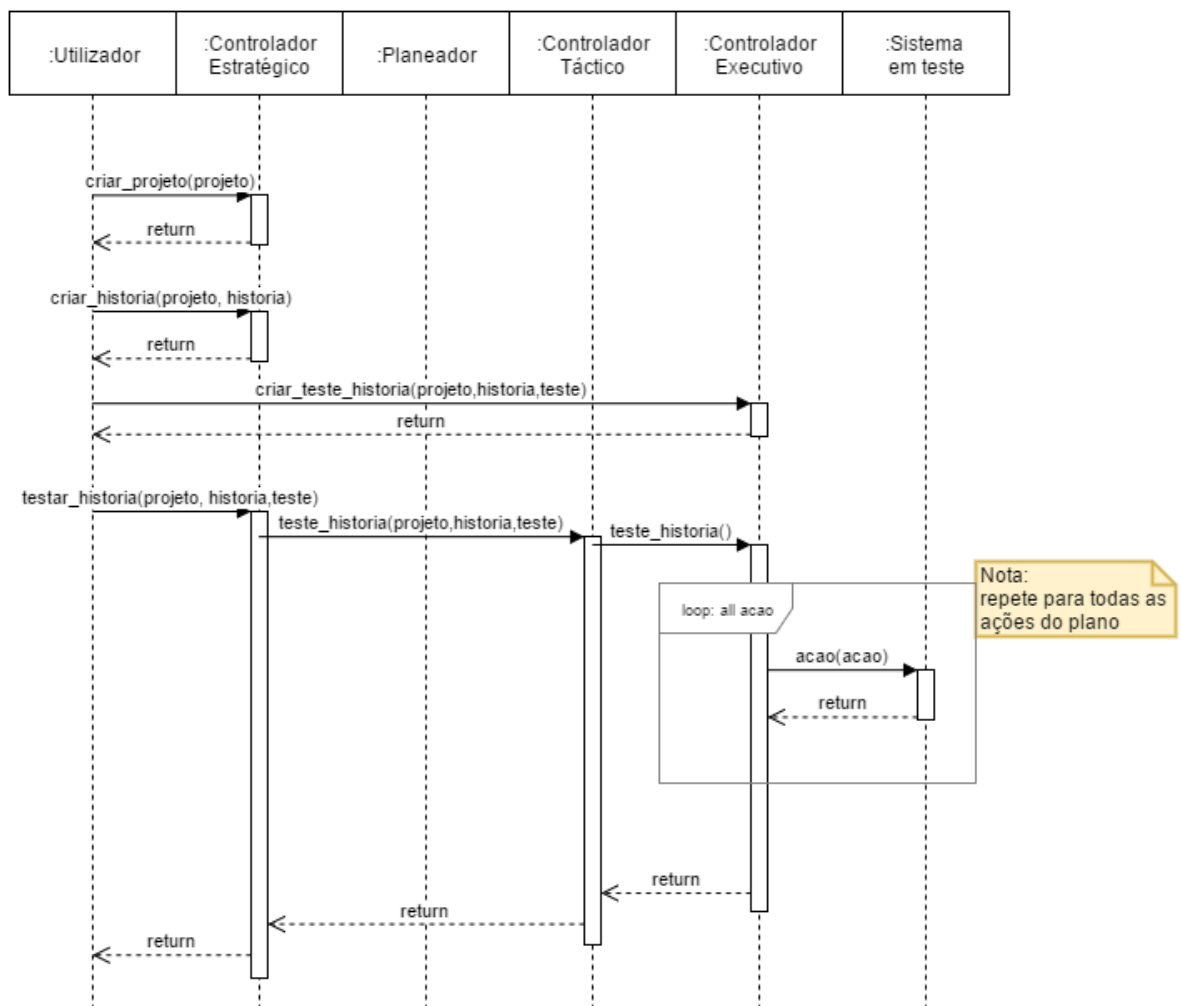 :Utilizador
:Controlador
Estratégico
:Planeador
:Controlador
Táctico
:Controlador
Executivo
:Sistema
em teste
criar_projeto(projeto)
return
criar_historia(projeto, historia)
return
criar_teste_historia(projeto,historia,teste)
return
testar_historia(projeto, historia,teste)
teste_historia(projeto,historia,teste)
teste_historia()
Nota:
repete para todas as
ações do plano
loop: all acao
acao(acao)
return
return
return
return